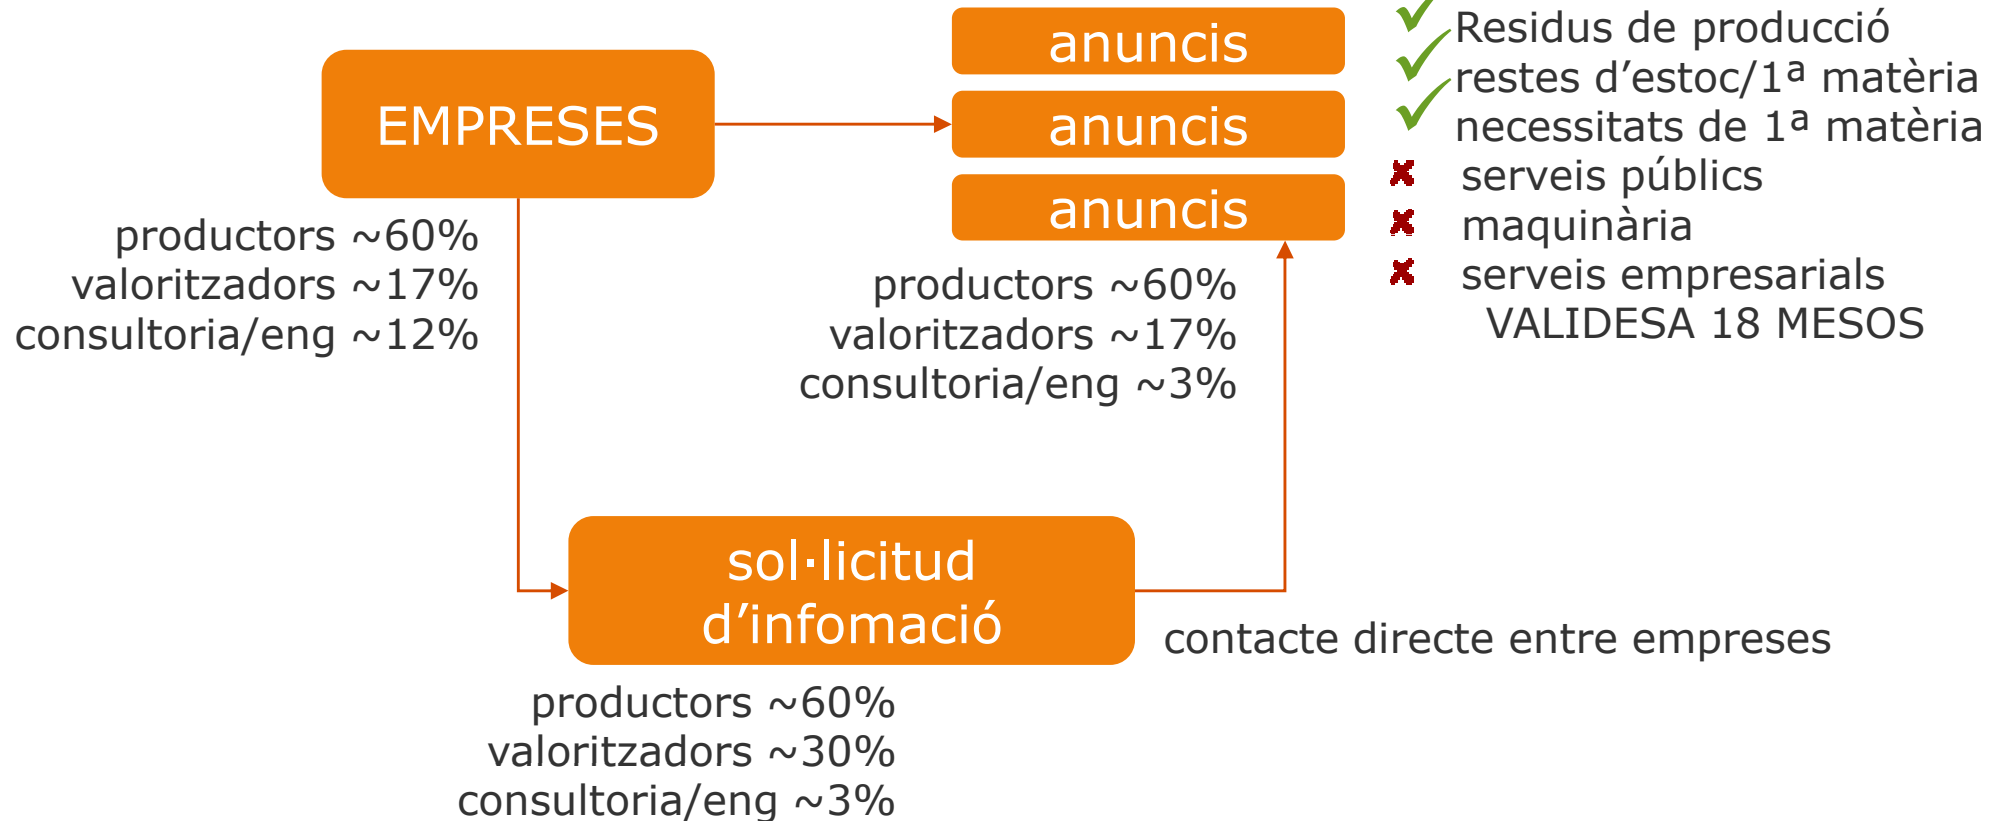 EMPRESES
productors ~60%
valoritzadors ~17%
consultoria/eng ~12%
anuncis
anuncis
anuncis
productors ~60%
valoritzadors ~17%
consultoria/eng ~3%
Residus de producció
restes d’estoc/1ª matèria
necessitats de 1ª matèria
serveis públics
maquinària
serveis empresarials
VALIDESA 18 MESOS
sol·licitud
d’infomació
contacte directe entre empreses
productors ~60%
valoritzadors ~30%
consultoria/eng ~3%